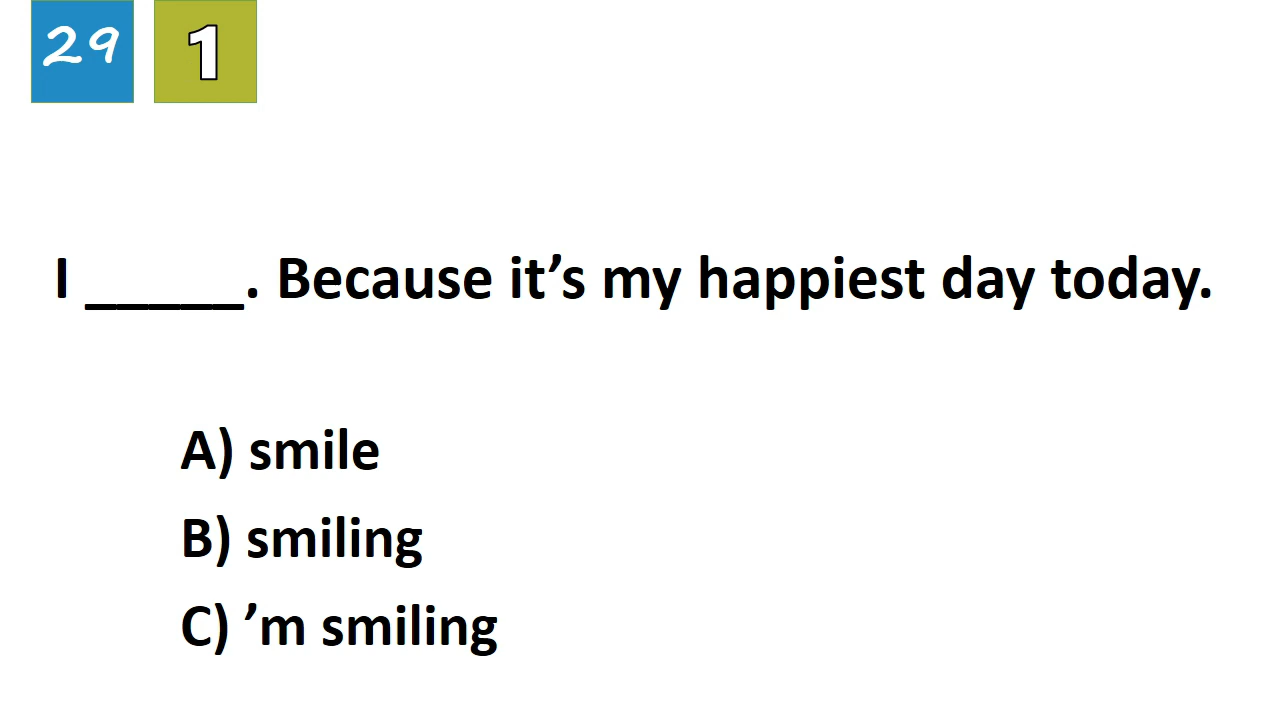 29 1
I _____. Because it’s my happiest day today.
A) smile
B) smiling
C) ’m smiling